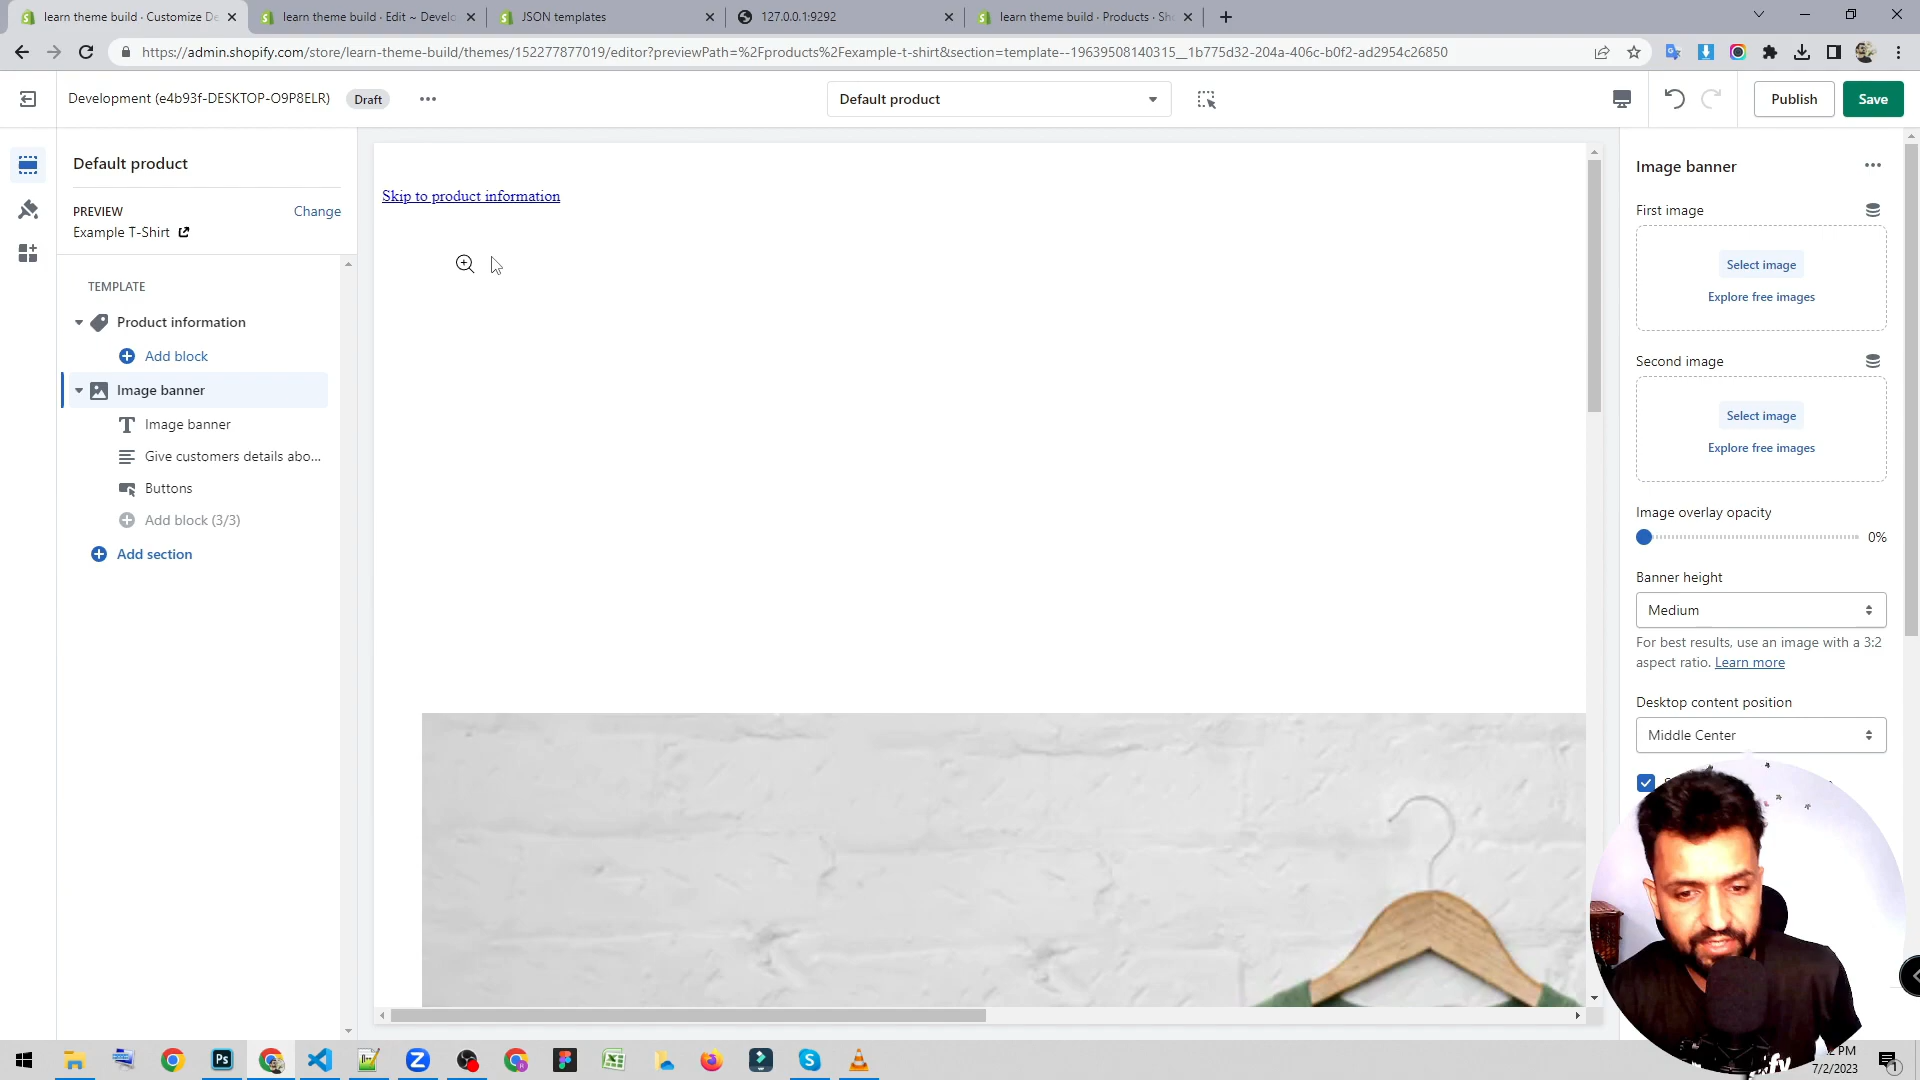 learn theme build · Customize De
learn theme build · Edit ~ Develo
JSON templates
127.0.0.1:9292
learn theme build · Products · Sh
https://admin.shopify.com/store/learn-theme-build/themes/152277877019/editor?previewPath=%2Fproducts%2Fexample-t-shirt&section=template--19639508140315__1b775d32-204a-406c-b0f2-ad2954c26850
Development (e4b93f-DESKTOP-O9P8ELR)
Draft
Default product
Publish
Save
Default product
PREVIEW
Change
Example T-Shirt
TEMPLATE
Product information
Add block
Image banner
Image banner
Give customers details abo...
Buttons
Add block (3/3)
Add section
Skip to product information
Image banner
First image
Select image
Explore free images
Second image
Select image
Explore free images
Image overlay opacity
0%
Banner height
Medium
For best results, use an image with a 3:2
aspect ratio. Learn more
Desktop content position
Middle Center
PM
7/2/2023